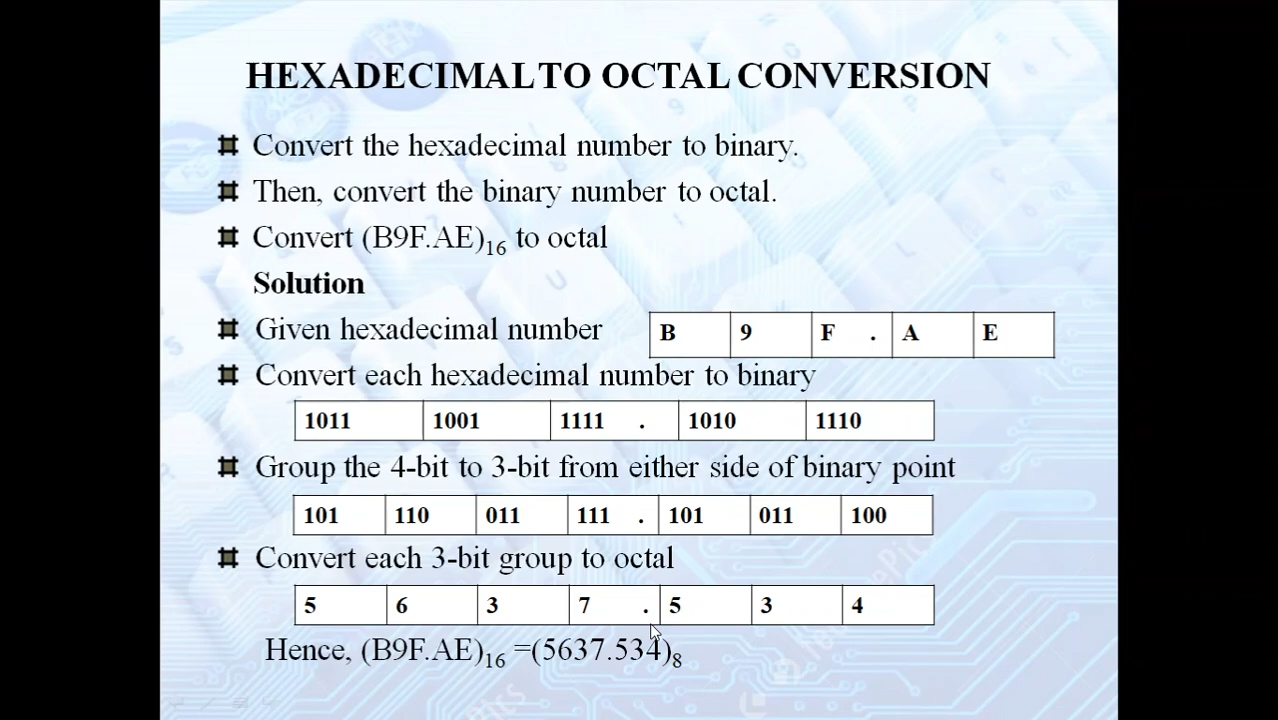 HEXADECIMAL TO OCTAL CONVERSION
Convert the hexadecimal number to binary.
Then, convert the binary number to octal.
Convert (B9F.AE)16 to octal
Solution
Given hexadecimal number B 9 F . A E
Convert each hexadecimal number to binary
1011 1001 1111 . 1010 1110
Group the 4-bit to 3-bit from either side of binary point
101 110 011 111 . 101 011 100
Convert each 3-bit group to octal
5 6 3 7 . 5 3 4
Hence, (B9F.AE)16 =(5637.534)8